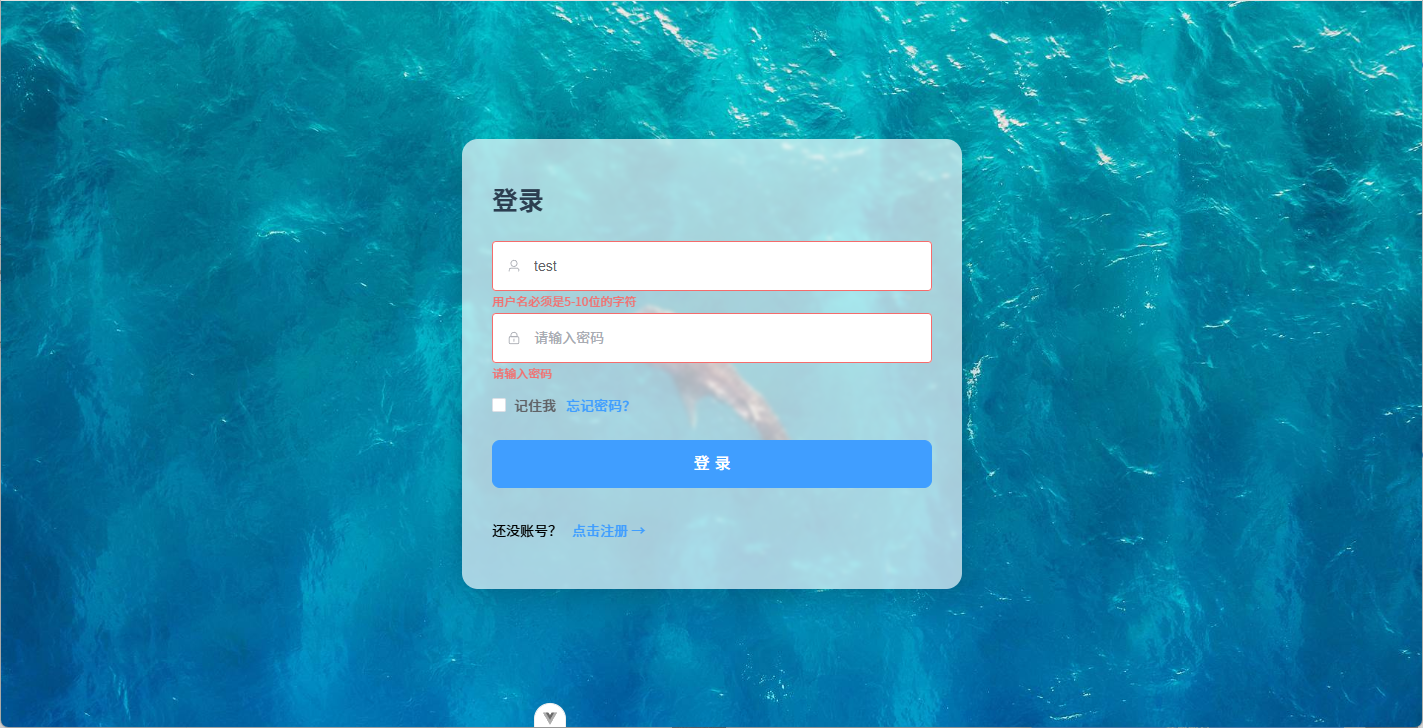 登录
test
用户名必须是5-10位的字符
请输入密码
请输入密码
记住我 忘记密码？
登 录
还没账号？ 点击注册 →